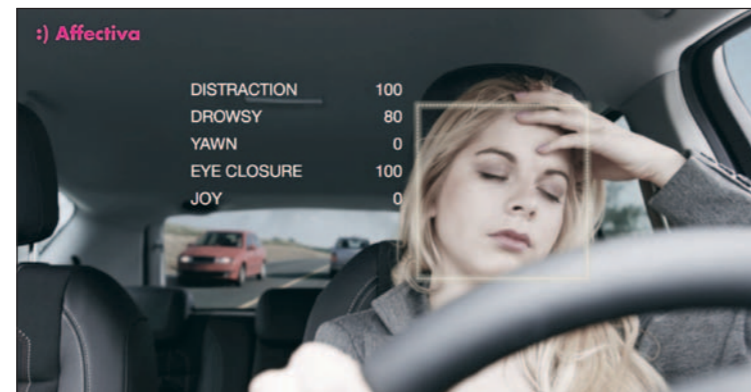 :) Affectiva
DISTRACTION 100
DROWSY 80
YAWN 0
EYE CLOSURE 100
JOY 0